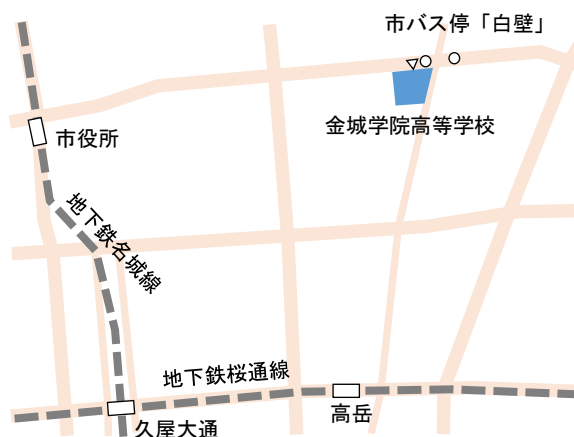 市バス停「白壁」
金城学院高等学校
市役所
地下鉄名城線
地下鉄桜通線
高岳
久屋大通